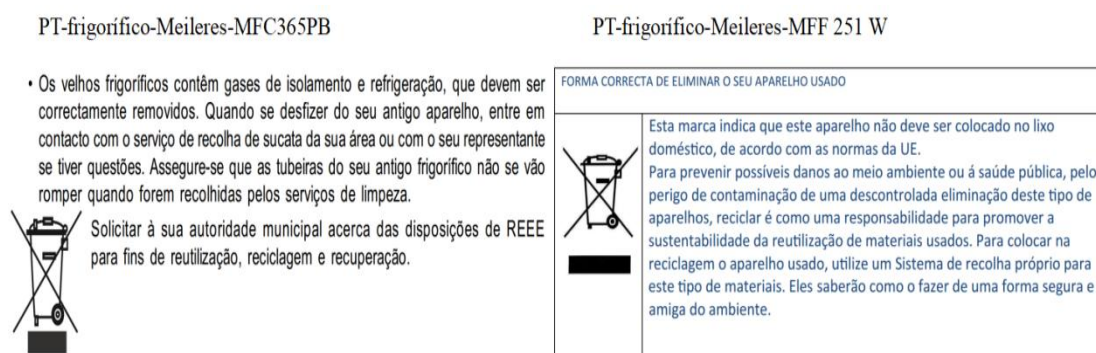 PT-frigorífico-Meileres-MFC365PB
• Os velhos frigoríficos contêm gases de isolamento e refrigeração, que devem ser
correctamente removidos. Quando se desfizer do seu antigo aparelho, entre em
contacto com o serviço de recolha de sucata da sua área ou com o seu representante
se tiver questões. Assegure-se que as tubeiras do seu antigo frigorífico não se vão
romper quando forem recolhidas pelos serviços de limpeza.
Solicitar à sua autoridade municipal acerca das disposições de REEE
para fins de reutilização, reciclagem e recuperação.
PT-frigorífico-Meileres-MFF 251 W
FORMA CORRECTA DE ELIMINAR O SEU APARELHO USADO
Esta marca indica que este aparelho não deve ser colocado no lixo
doméstico, de acordo com as normas da UE.
Para prevenir possíveis danos ao meio ambiente ou á saúde pública, pelo
perigo de contaminação de uma descontrolada eliminação deste tipo de
aparelhos, reciclar é como uma responsabilidade para promover a
sustentabilidade da reutilização de materiais usados. Para colocar na
reciclagem o aparelho usado, utilize um Sistema de recolha próprio para
este tipo de materiais. Eles saberão como o fazer de uma forma segura e
amiga do ambiente.